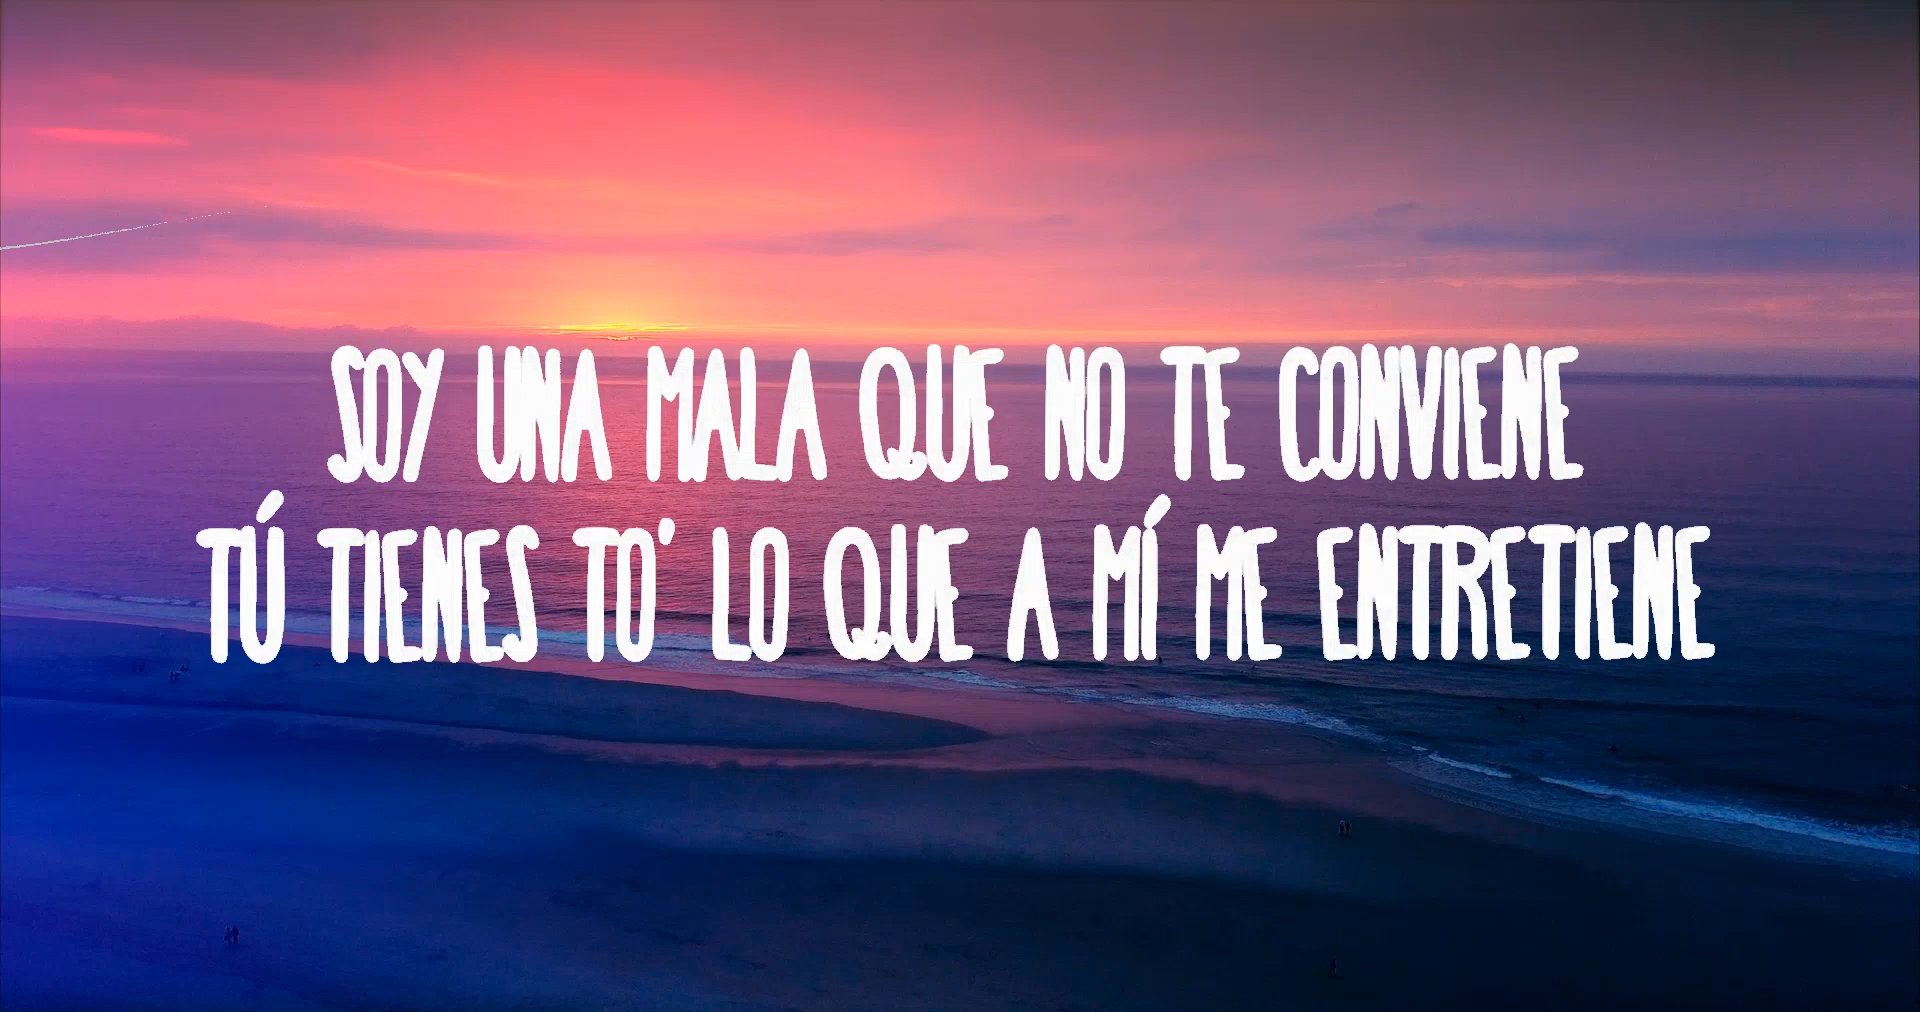 SOY UNA MALA QUE NO TE CONVIENE
TÚ TIENES TO' LO QUE A MÍ ME ENTRETIENE